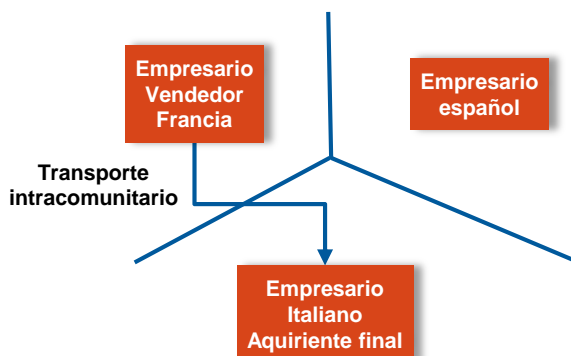 Empresario
Vendedor
Francia
Empresario
español
Transporte
intracomunitario
Empresario
Italiano
Aquiriente final